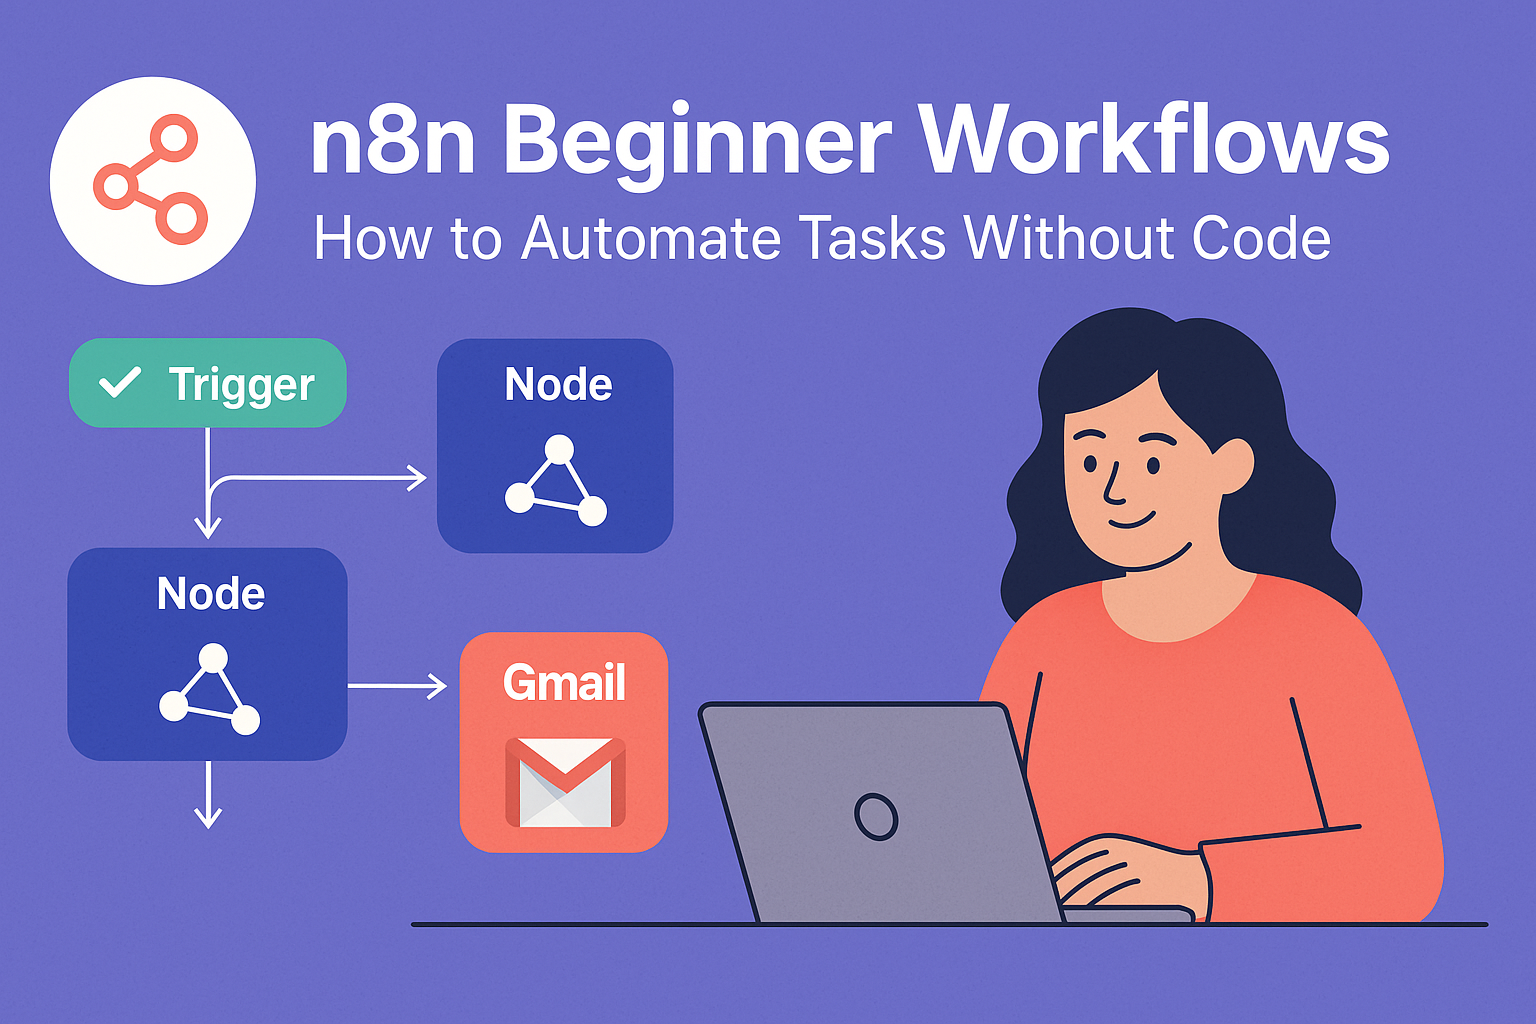 n8n Beginner Workflows
How to Automate Tasks Without Code
Trigger
Node
Node
Gmail